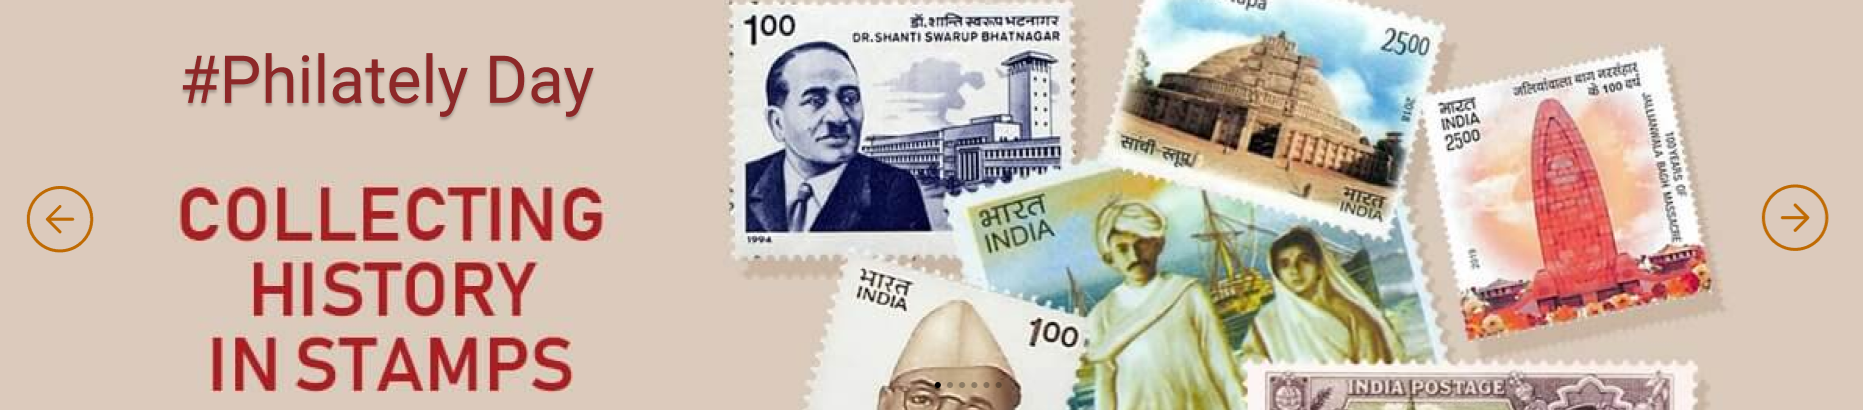 #Philately Day
COLLECTING
HISTORY
IN STAMPS
1.00
डॉ. शान्ति स्वरूप भटनागर
DR. SHANTI SWARUP BHATNAGAR
1994
2500
2018
सांची स्तूप
भारत
INDIA
भारत
INDIA
2500
जलियांवाला बाग नरसंहार
के 100 वर्ष
100 YEARS OF
JALLIANWALA BAGH MASSACRE
2019
भारत
INDIA
भारत
INDIA
100
INDIA POSTAGE